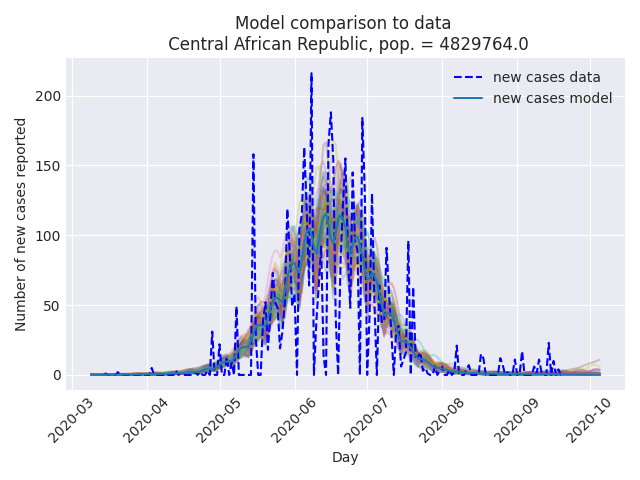 Model comparison to data
Central African Republic, pop. = 4829764.0
new cases data
new cases model
Number of new cases reported
200
150
100
50
0
2020-03
2020-04
2020-05
2020-06
2020-07
2020-08
2020-09
2020-10
Day